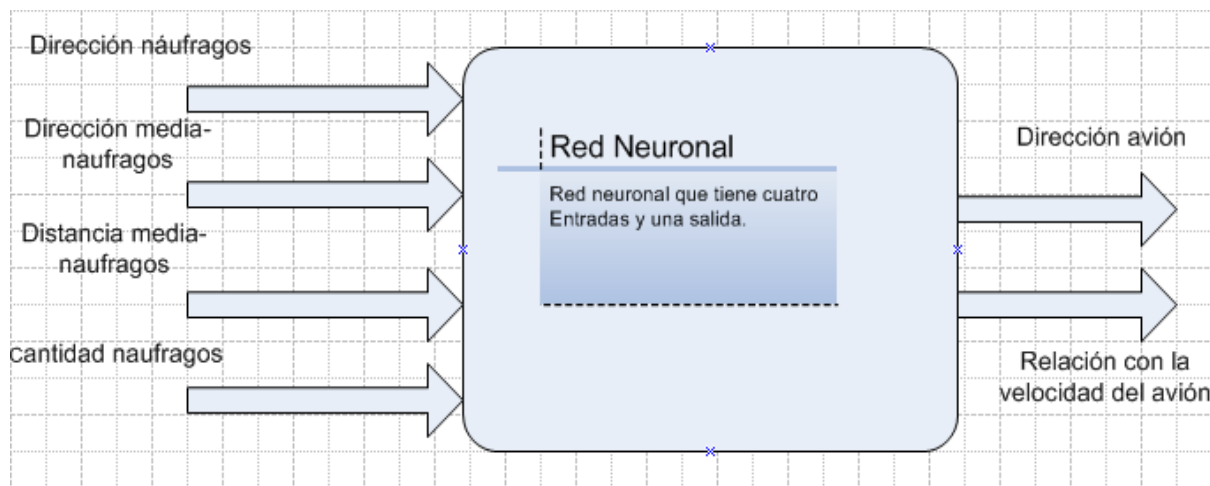 Dirección náufragos
Dirección media-
naufragos
Distancia media-
naufragos
cantidad naufragos
Red Neuronal
Red neuronal que tiene cuatro
Entradas y una salida.
Dirección avión
Relación con la
velocidad del avión